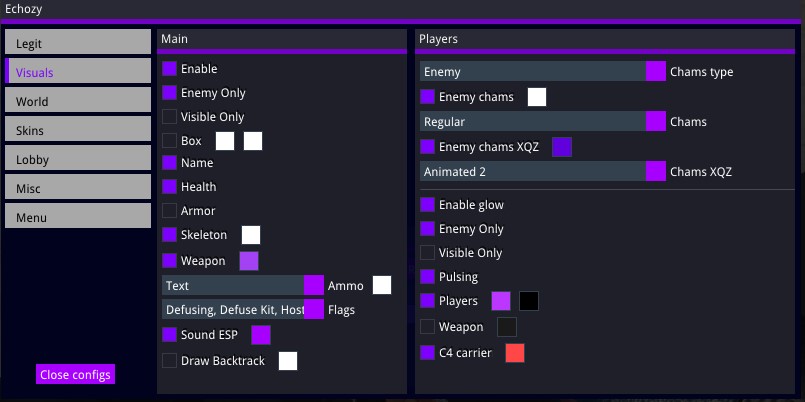 Echozy
Legit
Visuals
World
Skins
Lobby
Misc
Menu
Close configs
Main
Enable
Enemy Only
Visible Only
Box
Name
Health
Armor
Skeleton
Weapon
Text Ammo
Defusing, Defuse Kit, Host Flags
Sound ESP
Draw Backtrack
Players
Enemy Chams type
Enemy chams
Regular Chams
Enemy chams XQZ
Animated 2 Chams XQZ
Enable glow
Enemy Only
Visible Only
Pulsing
Players
Weapon
C4 carrier